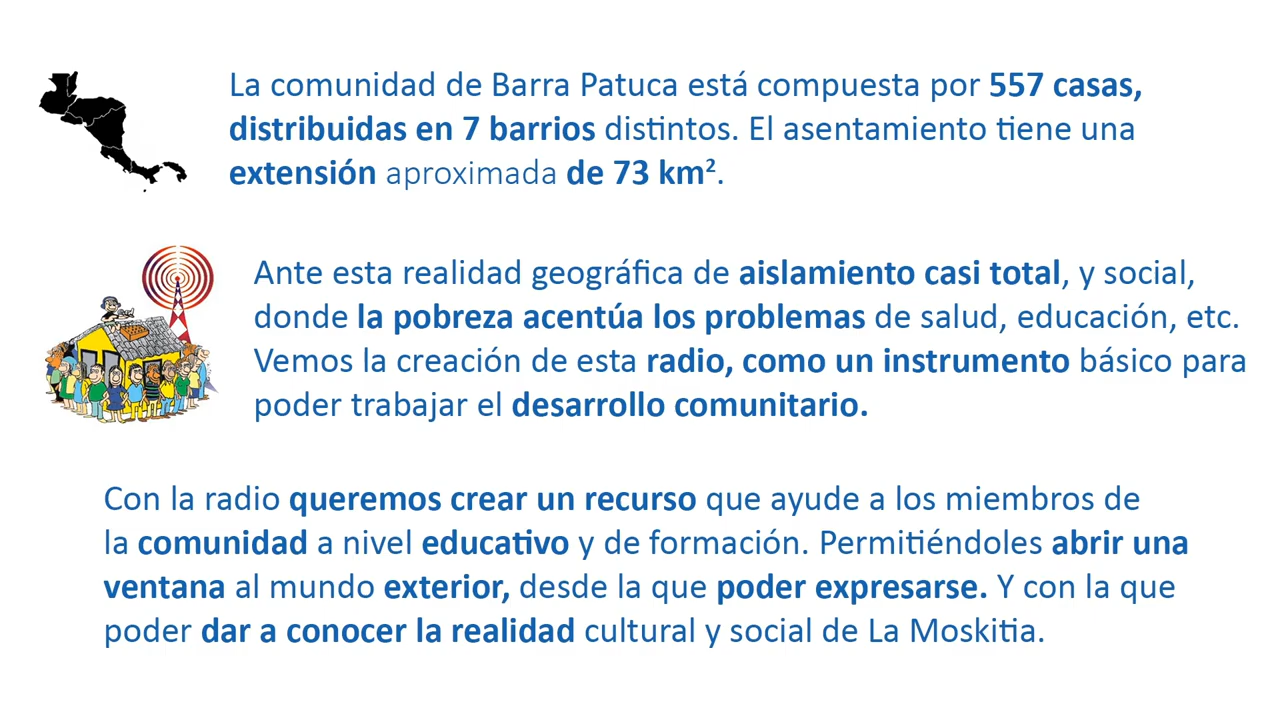 La comunidad de Barra Patuca está compuesta por 557 casas,
distribuidas en 7 barrios distintos. El asentamiento tiene una
extensión aproximada de 73 km².
Ante esta realidad geográfica de aislamiento casi total, y social,
donde la pobreza acentúa los problemas de salud, educación, etc.
Vemos la creación de esta radio, como un instrumento básico para
poder trabajar el desarrollo comunitario.
Con la radio queremos crear un recurso que ayude a los miembros de
la comunidad a nivel educativo y de formación. Permitiéndoles abrir una
ventana al mundo exterior, desde la que poder expresarse. Y con la que
poder dar a conocer la realidad cultural y social de La Moskitia.